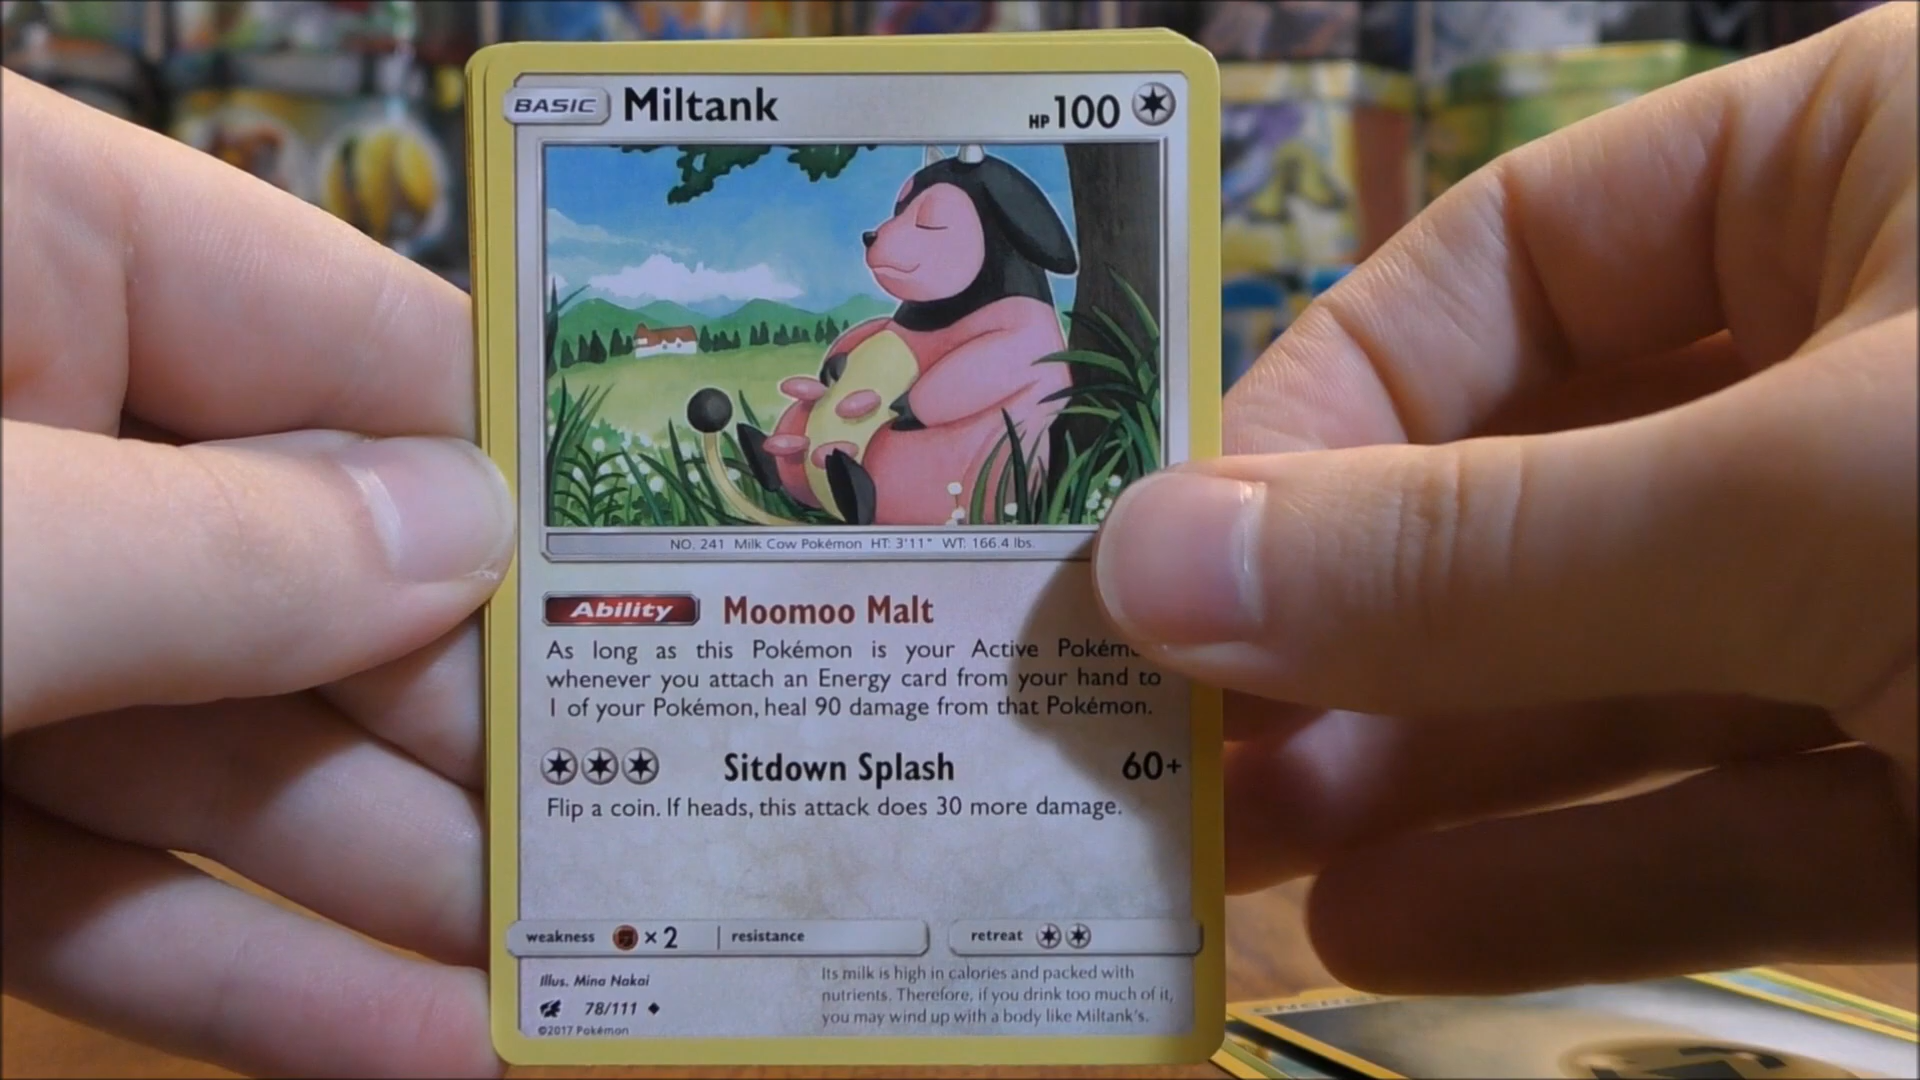 BASIC Miltank HP 100
NO. 241 Milk Cow Pokémon HT: 3'11" WT: 166.4 lbs.
Ability Moomoo Malt
As long as this Pokémon is your Active
whenever you attach an Energy card from your hand to
1 of your Pokémon, heal 90 damage from that Pokémon.
Sitdown Splash 60+
Flip a coin. If heads, this attack does 30 more damage.
weakness ×2 resistance retreat
Illus. Mina Nakai
78/111
©2017 Pokémon
Its milk is high in calories and packed with
nutrients. Therefore, if you drink too much of it,
you may wind up with a body like Miltank's.
ENERGY